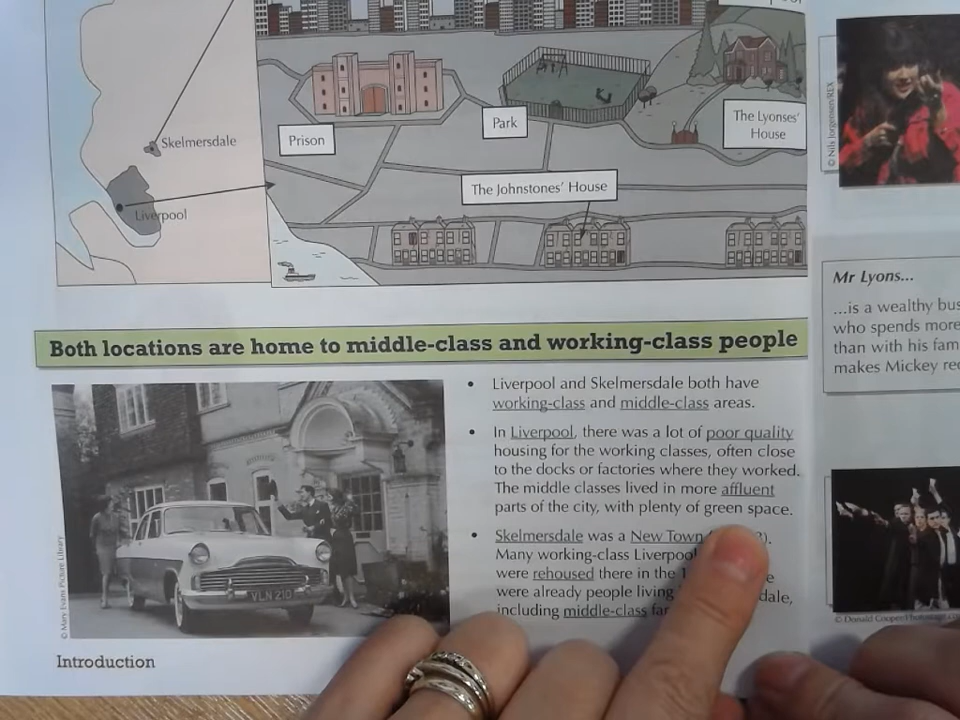 Skelmersdale
Liverpool
Prison
Park
The Lyonses'
House
The Johnstones' House
© Nils Jorgensen/REX
Both locations are home to middle-class and working-class people
© Mary Evans Picture Library
VLN 210
• Liverpool and Skelmersdale both have
working-class and middle-class areas.
• In Liverpool, there was a lot of poor quality
housing for the working classes, often close
to the docks or factories where they worked.
The middle classes lived in more affluent
parts of the city, with plenty of green space.
• Skelmersdale was a New Town
Many working-class
were rehoused there in the
were already people living
including middle-class
Introduction
Mr Lyons...
...is a wealthy
who spends more
than with his
makes Mickey
© Donald Cooper